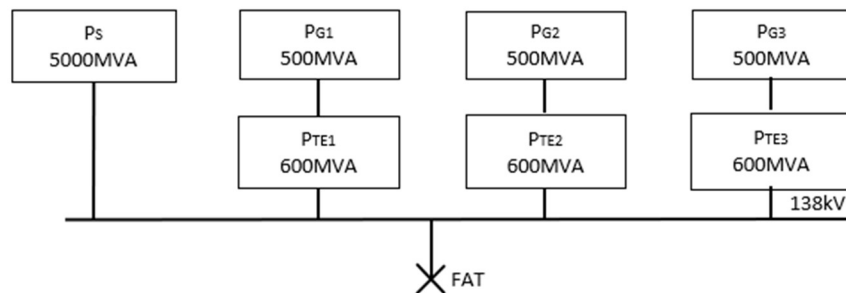 PS
5000MVA
PG1
500MVA
PG2
500MVA
PG3
500MVA
PTE1
600MVA
PTE2
600MVA
PTE3
600MVA
138kV
FAT